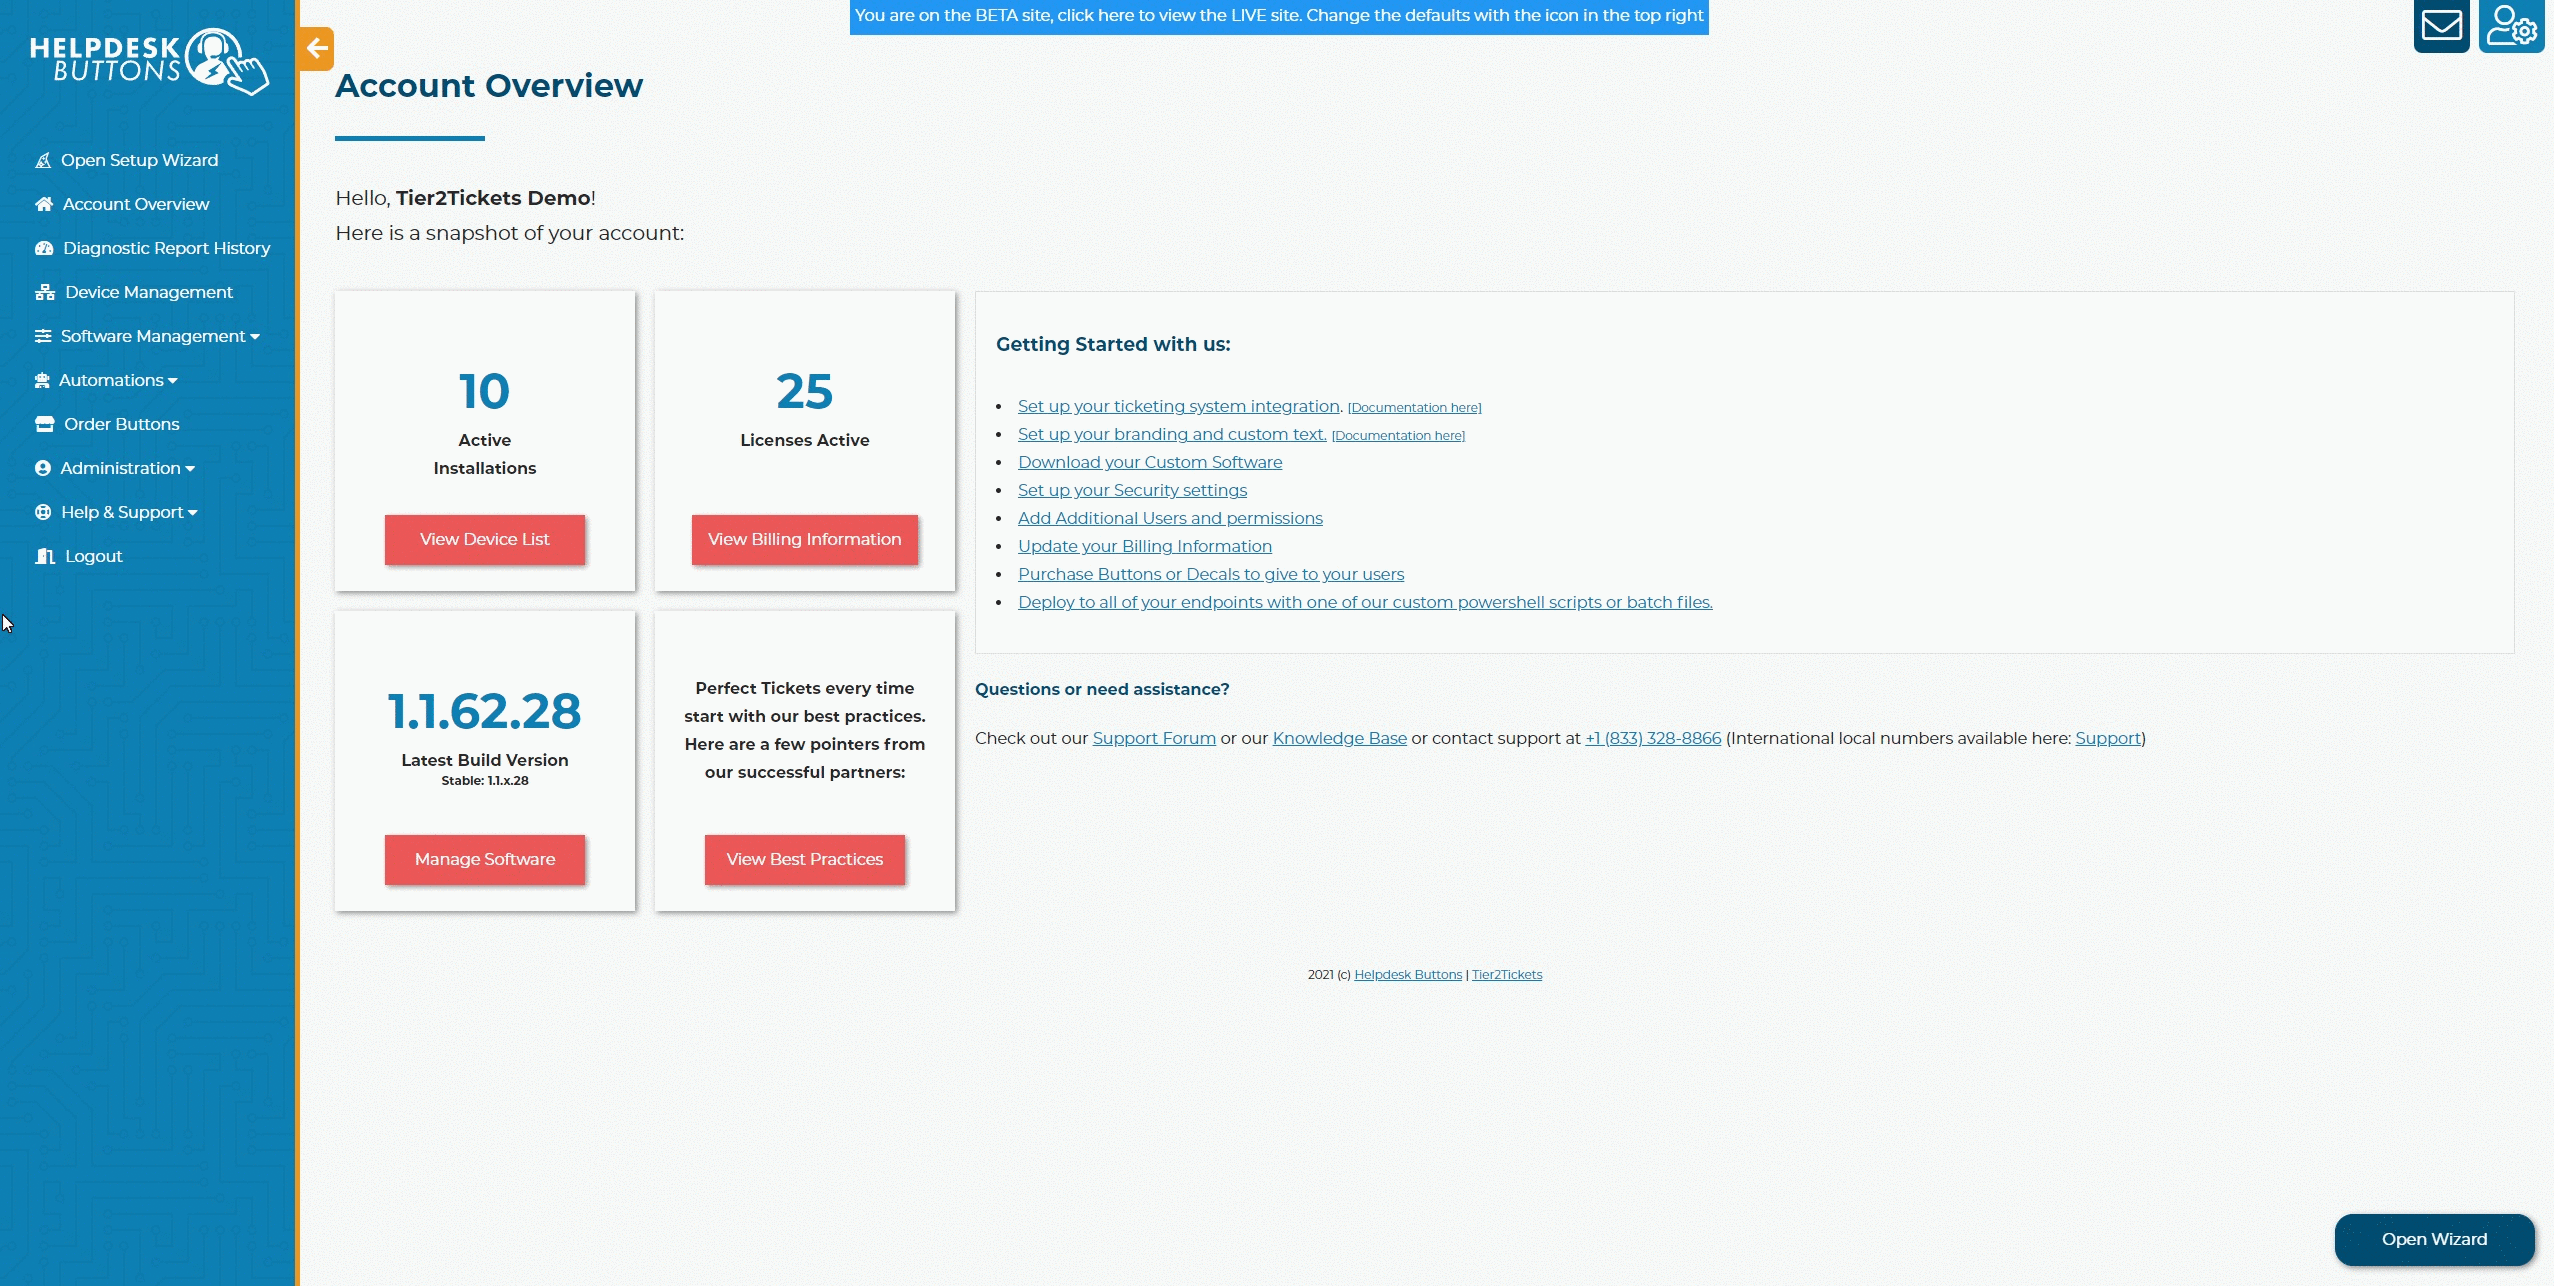 You are on the BETA site, click here to view the LIVE site. Change the defaults with the icon in the top right
HELPDESK
BUTTONS
Open Setup Wizard
Account Overview
Diagnostic Report History
Device Management
Software Management
Automations
Order Buttons
Administration
Help & Support
Logout
Account Overview
Hello, Tier2Tickets Demo!
Here is a snapshot of your account:
10
Active
Installations
View Device List
25
Licenses Active
View Billing Information
1.1.62.28
Latest Build Version
Stable: 1.1.x.28
Manage Software
Perfect Tickets every time
start with our best practices.
Here are a few pointers from
our successful partners:
View Best Practices
Getting Started with us:
Set up your ticketing system integration. [Documentation here]
Set up your branding and custom text. [Documentation here]
Download your Custom Software
Set up your Security settings
Add Additional Users and permissions
Update your Billing Information
Purchase Buttons or Decals to give to your users
Deploy to all of your endpoints with one of our custom powershell scripts or batch files.
Questions or need assistance?
Check out our Support Forum or our Knowledge Base or contact support at +1 (833) 328-8866 (International local numbers available here: Support)
2021 (c) Helpdesk Buttons | Tier2Tickets
Open Wizard